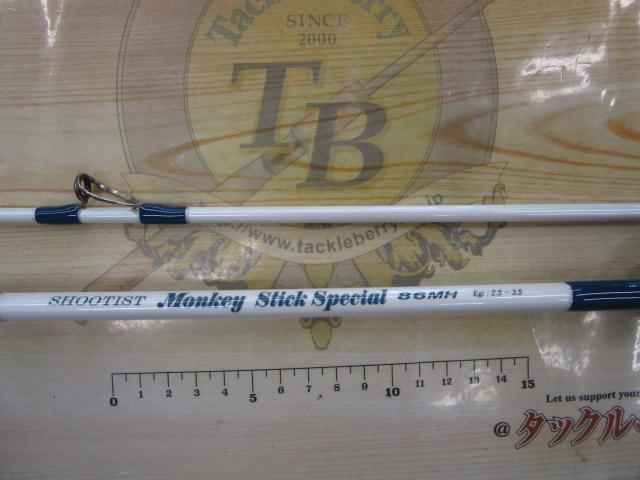 TackleBerry
SINCE
2000
TB
www.tackleberry.
SHOOTIST Monkey Stick Special 86MH Egi : 2.5 - 3.5
0 1 2 3 4 5 6 7 8 9 10 11 12 13 14 15
Let us support your
@タックル